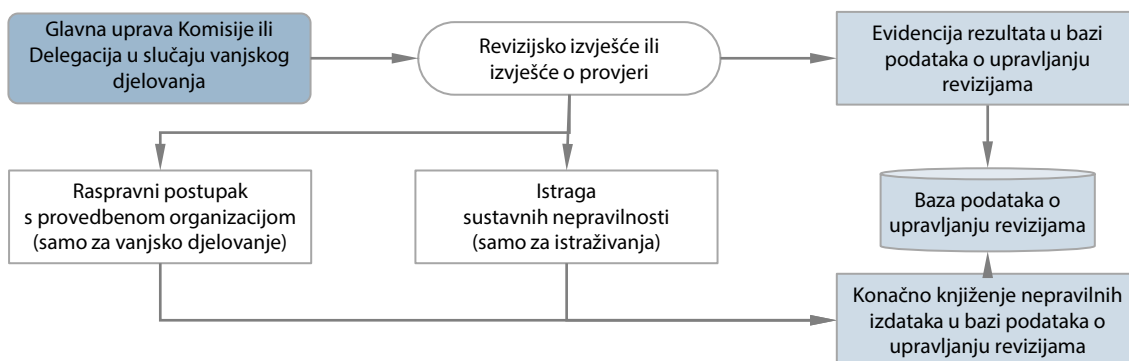 Glavna uprava Komisije ili
Delegacija u slučaju vanjskog
djelovanja
Revizijsko izvješće ili
izvješće o provjeri
Evidencija rezultata u bazi
podataka o upravljanju
revizijama
Raspravni postupak
s provedbenom organizacijom
(samo za vanjsko djelovanje)
Istraga
sustavnih nepravilnosti
(samo za istraživanja)
Baza podataka o
upravljanju revizijama
Konačno knjiženje nepravilnih
izdataka u bazi podataka o
upravljanju revizijama